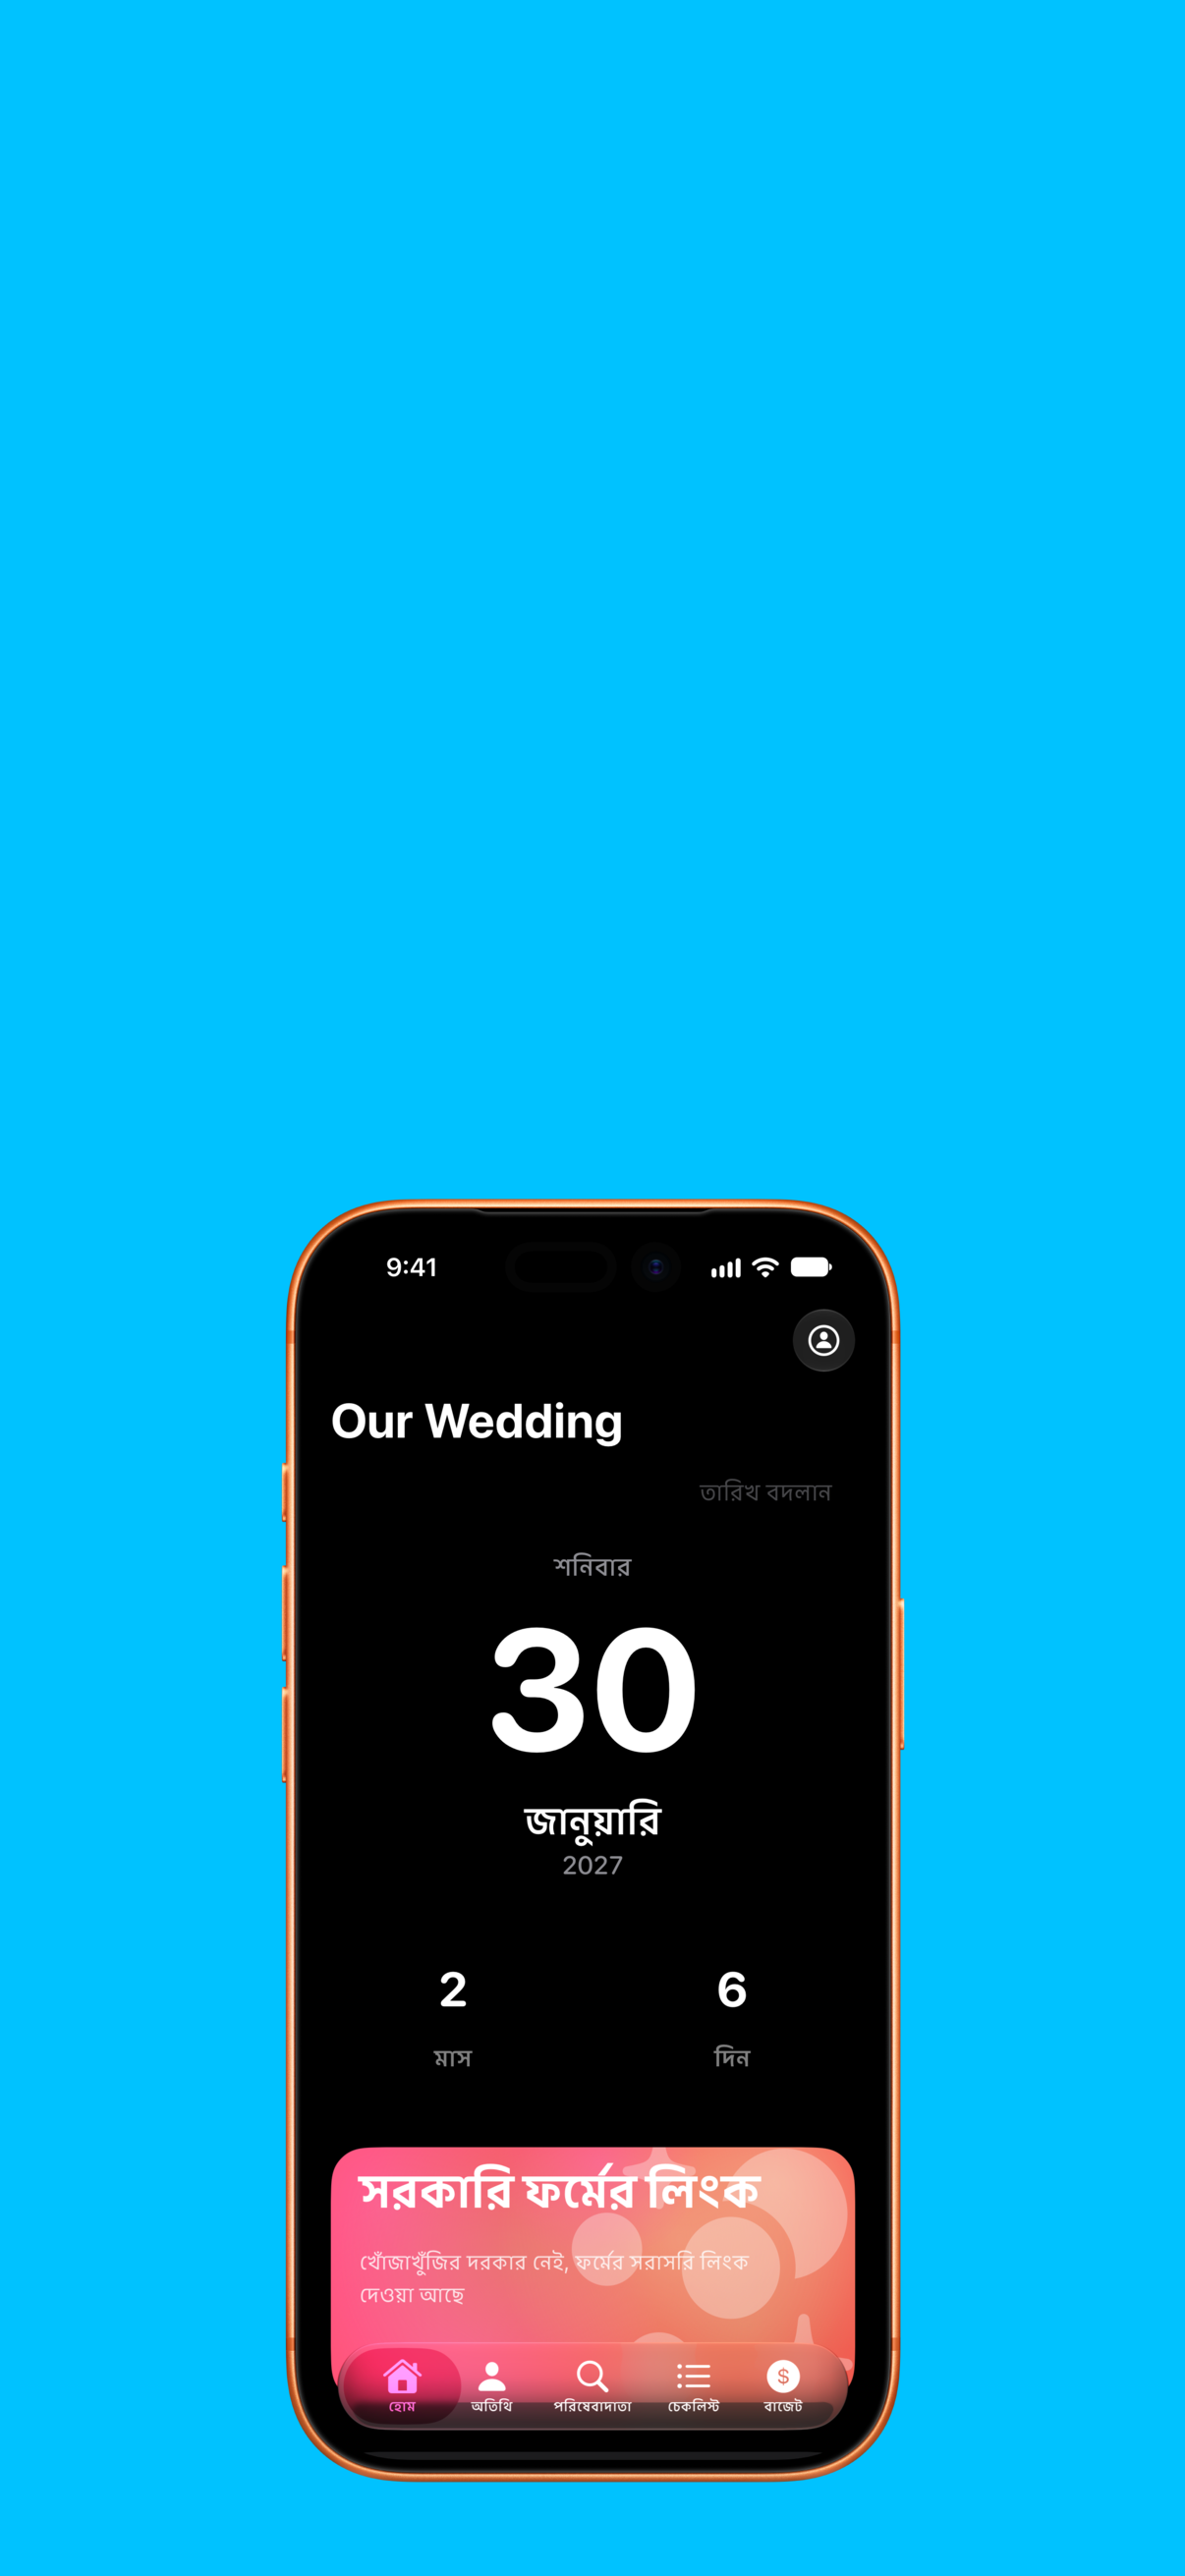 9:41
Our Wedding
তারিখ বদলান
শনিবার
30
জানুয়ারি
2027
2 6
মাস দিন
সরকারি ফর্মের লিংক
খোঁজাখুঁজির দরকার নেই, ফর্মের সরাসরি লিংক
দেওয়া আছে
হোম অতিথি পরিষেবাদাতা চেকলিস্ট বাজেট